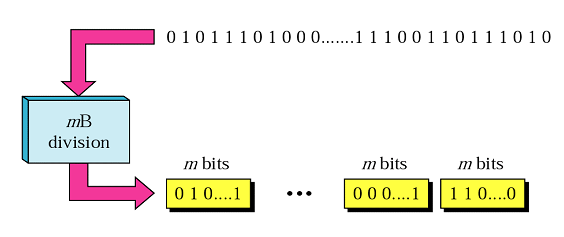 0 1 0 1 1 1 0 1 0 0 0.......1 1 1 0 0 1 1 0 1 1 1 0 1 0
mB
division
m bits
m bits
m bits
0 1 0....1
•••
0 0 0....1
1 1 0....0